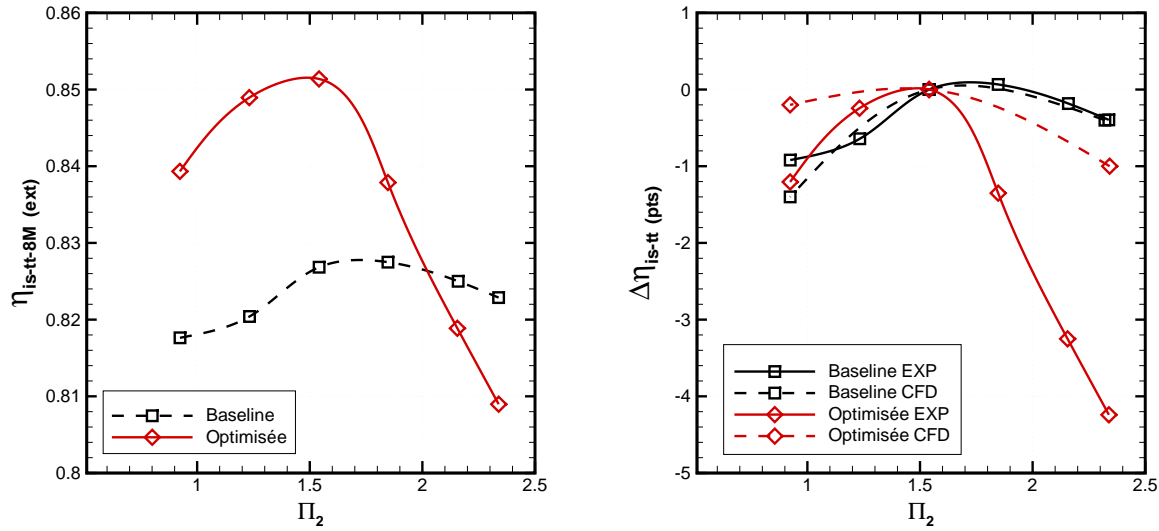 0.86
0.85
0.84
0.83
0.82
0.81
0.8
η is-tt-8M (ext)
Baseline
Optimisée
1
1.5
2
2.5
Π2
1
0
-1
-2
-3
-4
-5
Δη is-tt (pts)
Baseline EXP
Baseline CFD
Optimisée EXP
Optimisée CFD
1
1.5
2
2.5
Π2